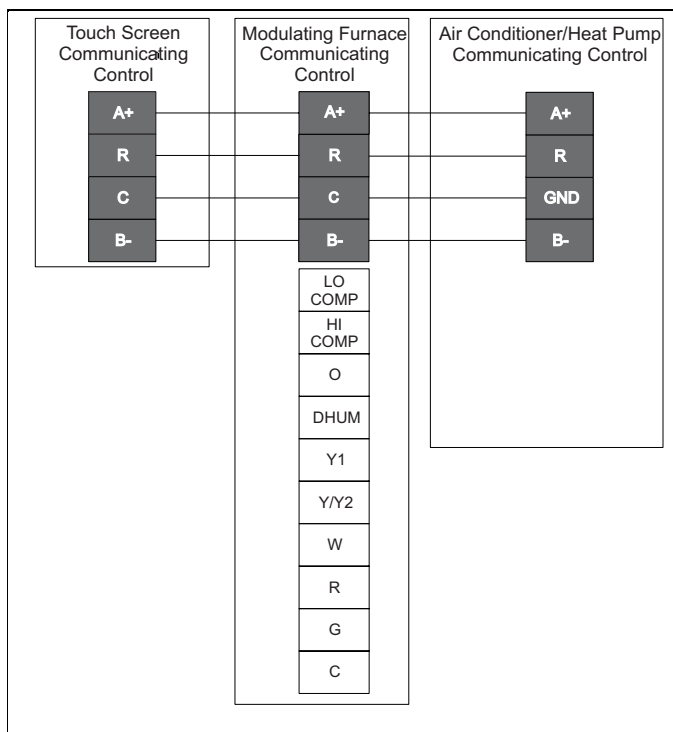 Touch Screen
Communicating
Control
A+
R
C
B-
Modulating Furnace
Communicating
Control
A+
R
C
B-
LO
COMP
HI
COMP
O
DHUM
Y1
Y/Y2
W
R
G
C
Air Conditioner/Heat Pump
Communicating Control
A+
R
GND
B-